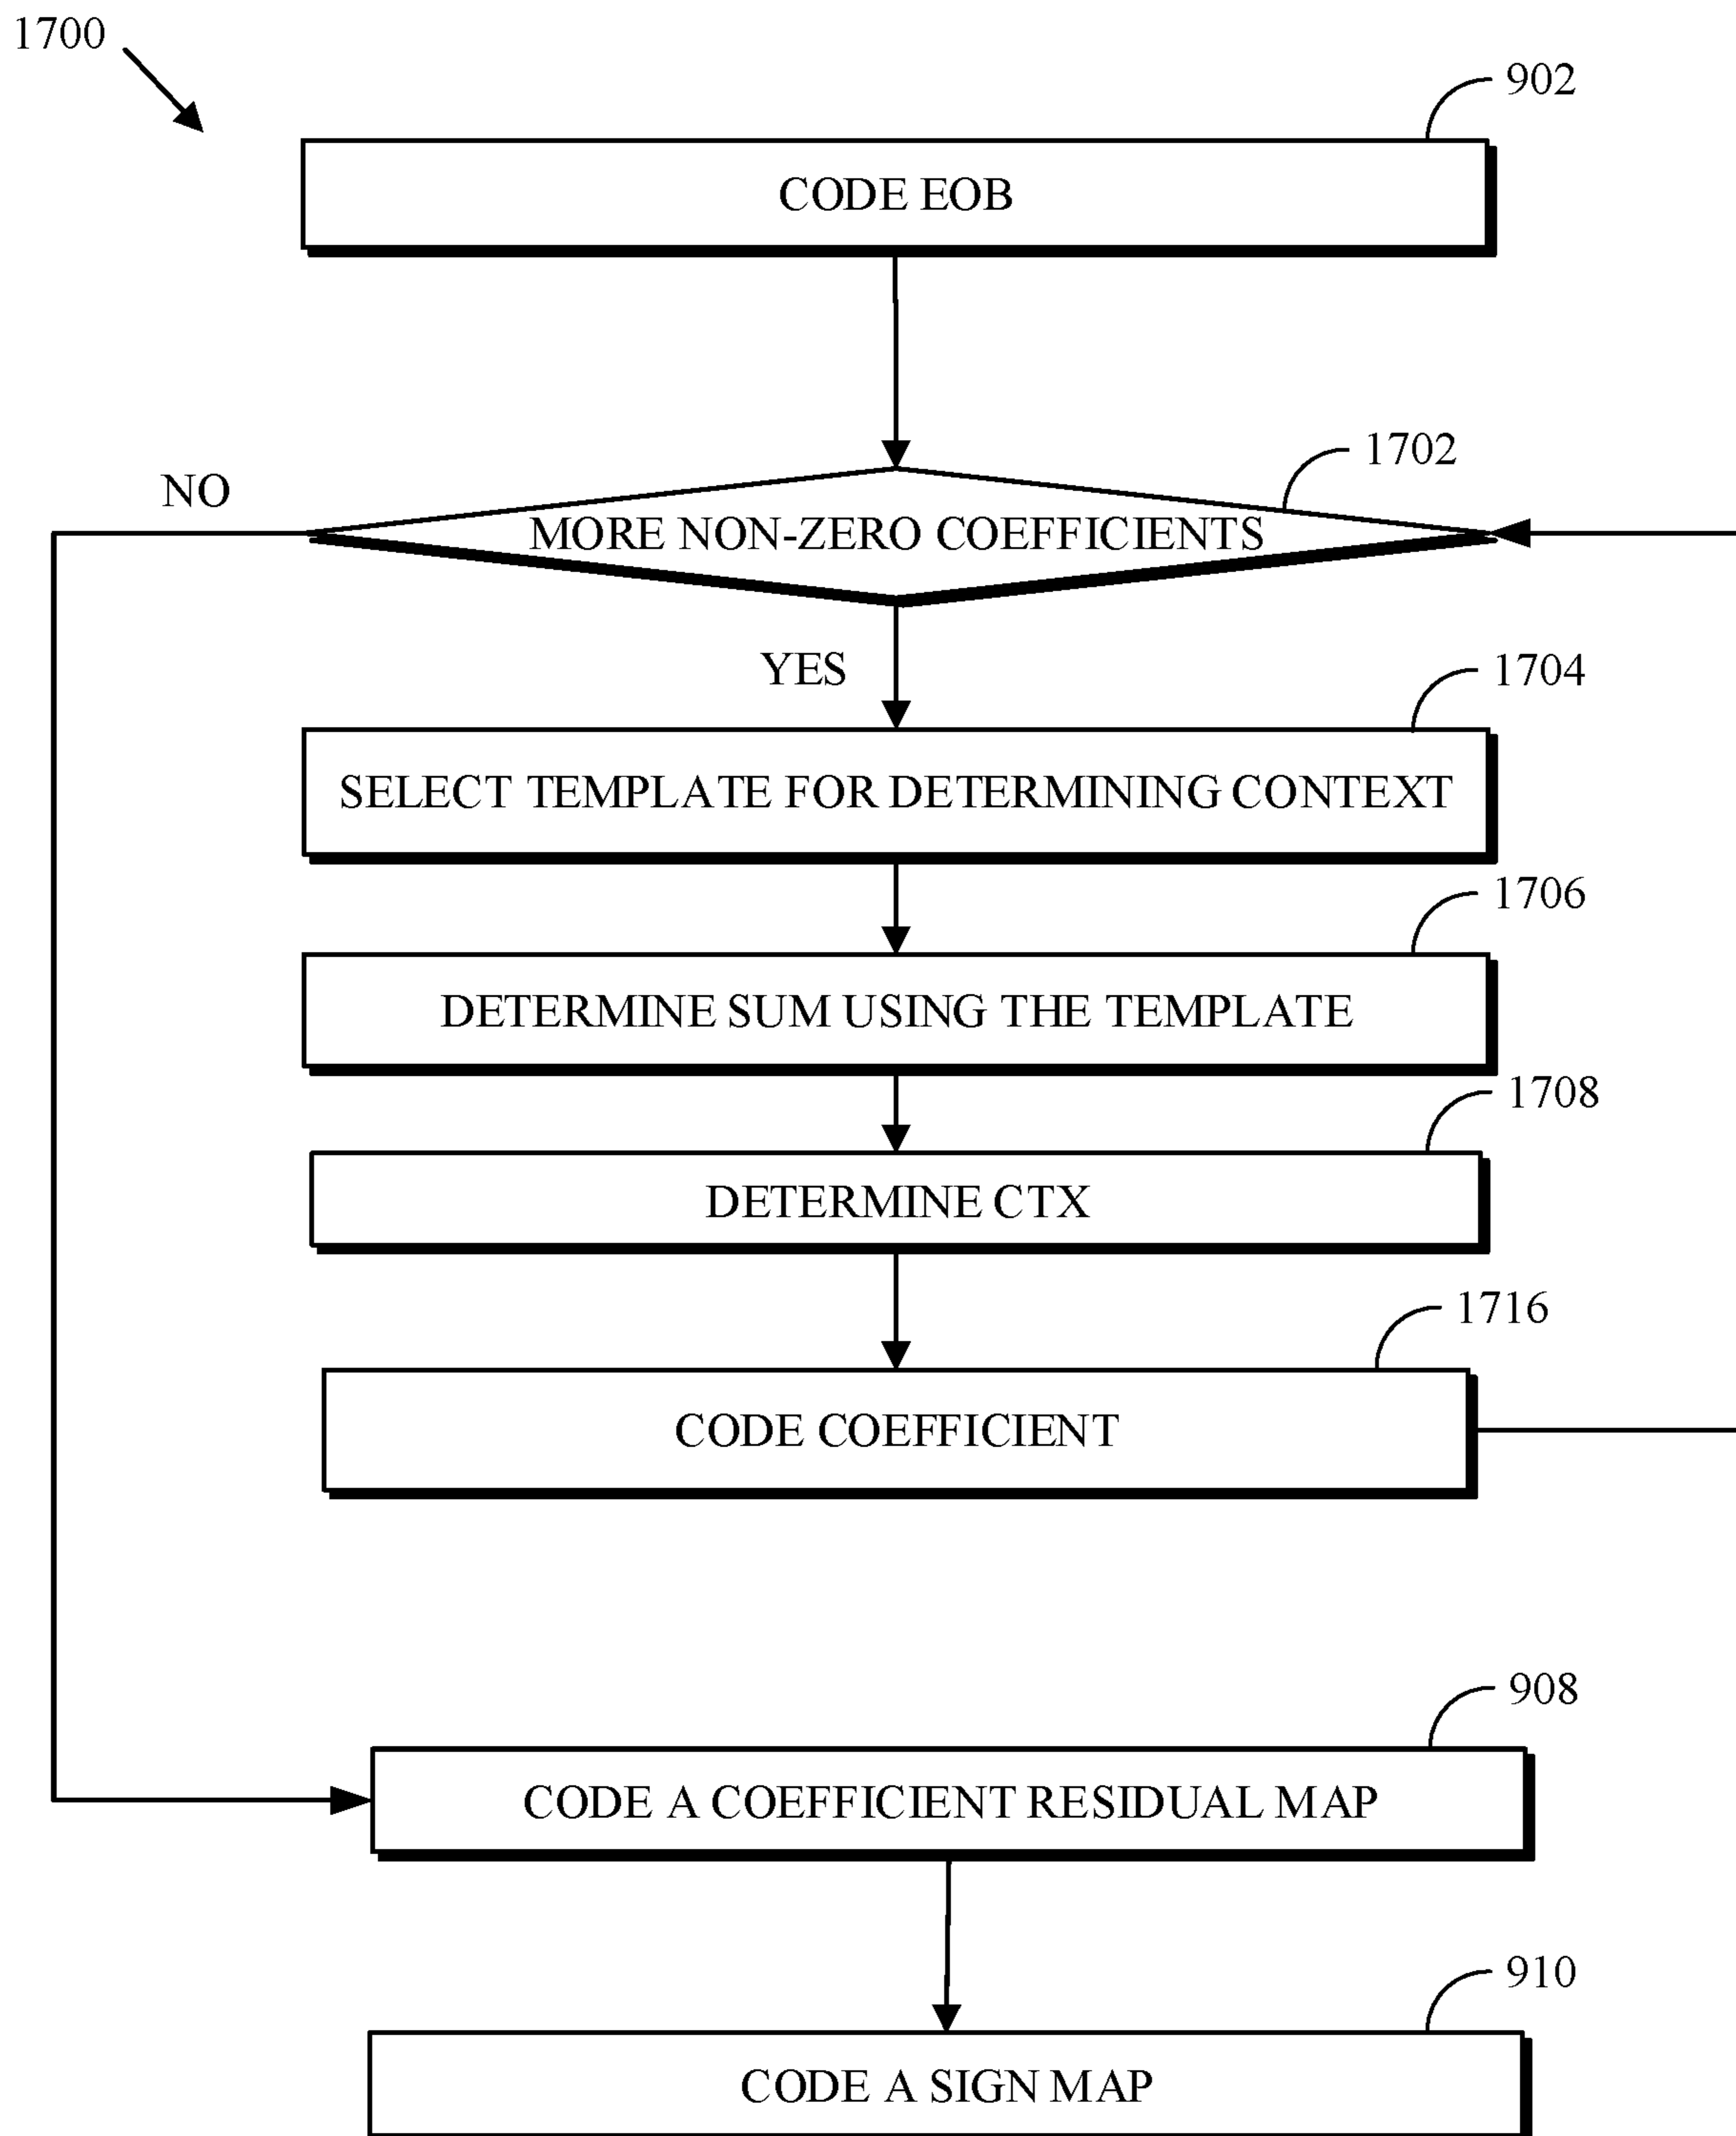 1700
902
CODE EOB
1702
NO
MORE NON-ZERO COEFFICIENTS
YES
1704
SELECT TEMPLATE FOR DETERMINING CONTEXT
1706
DETERMINE SUM USING THE TEMPLATE
1708
DETERMINE CTX
1716
CODE COEFFICIENT
908
CODE A COEFFICIENT RESIDUAL MAP
910
CODE A SIGN MAP